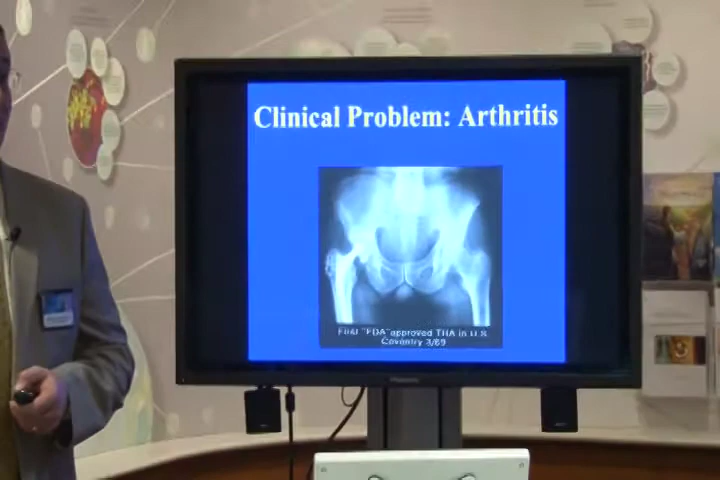 Clinical Problem: Arthritis
First "FDA" approved THA in U.S.
Coventry 3/69